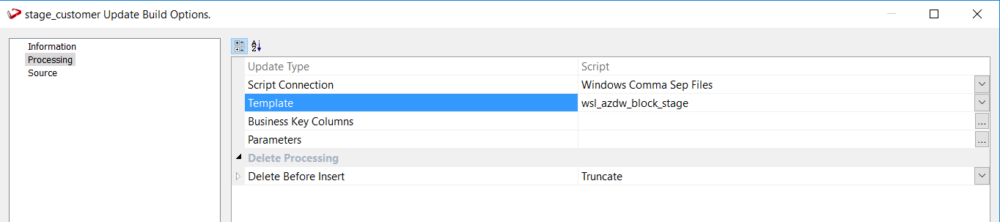 stage_customer Update Build Options.
Information
Processing
Source
Update Type Script
Script Connection Windows Comma Sep Files
Template wsl_azdw_block_stage
Business Key Columns ...
Parameters ...
Delete Processing
Delete Before Insert Truncate